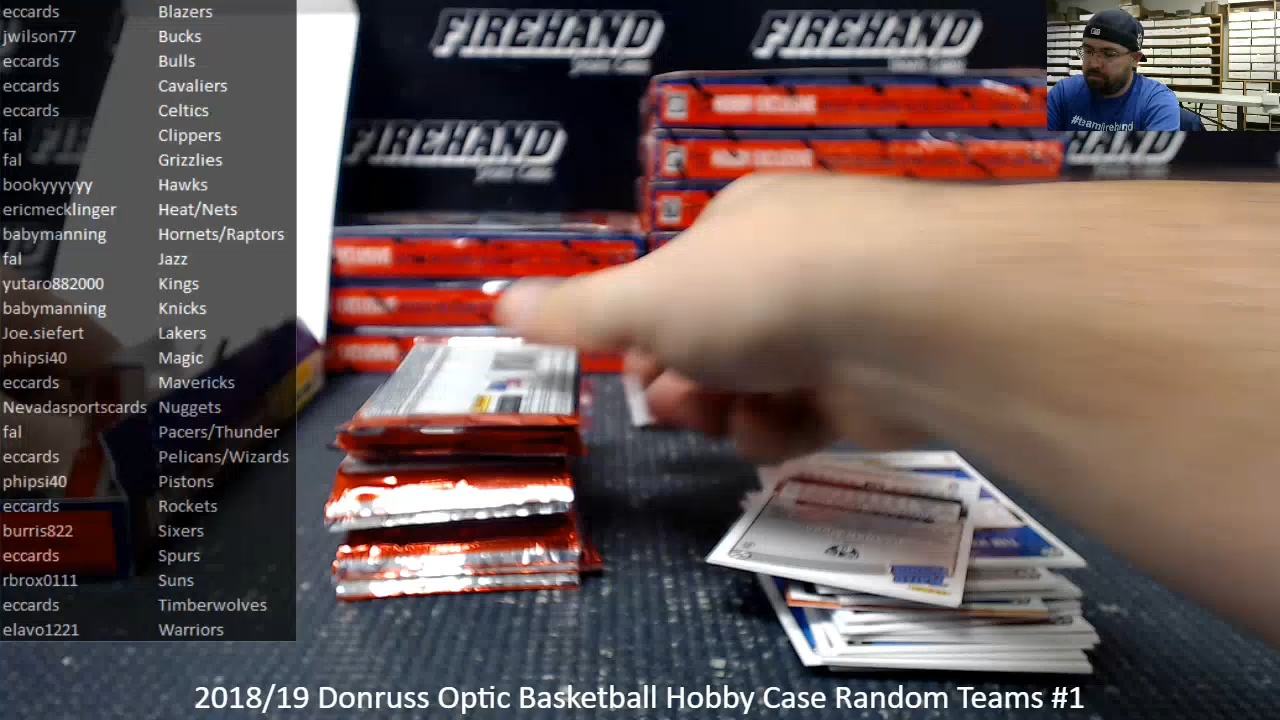 eccards Blazers
jwilson77 Bucks
eccards Bulls
eccards Cavaliers
eccards Celtics
fal Clippers
fal Grizzlies
bookyyyyyy Hawks
ericmecklinger Heat/Nets
babymanning Hornets/Raptors
fal Jazz
yutaro882000 Kings
babymanning Knicks
Joe.siefert Lakers
phipsi40 Magic
eccards Mavericks
Nevadasportscards Nuggets
fal Pacers/Thunder
eccards Pelicans/Wizards
phipsi40 Pistons
eccards Rockets
burris822 Sixers
eccards Spurs
rbrox0111 Suns
eccards Timberwolves
elavo1221 Warriors
FIREHAND
FIREHAND
FIREHAND
HAND
HOBBY EXCLUSIVE
#teamfirehand
2018/19 Donruss Optic Basketball Hobby Case Random Teams #1